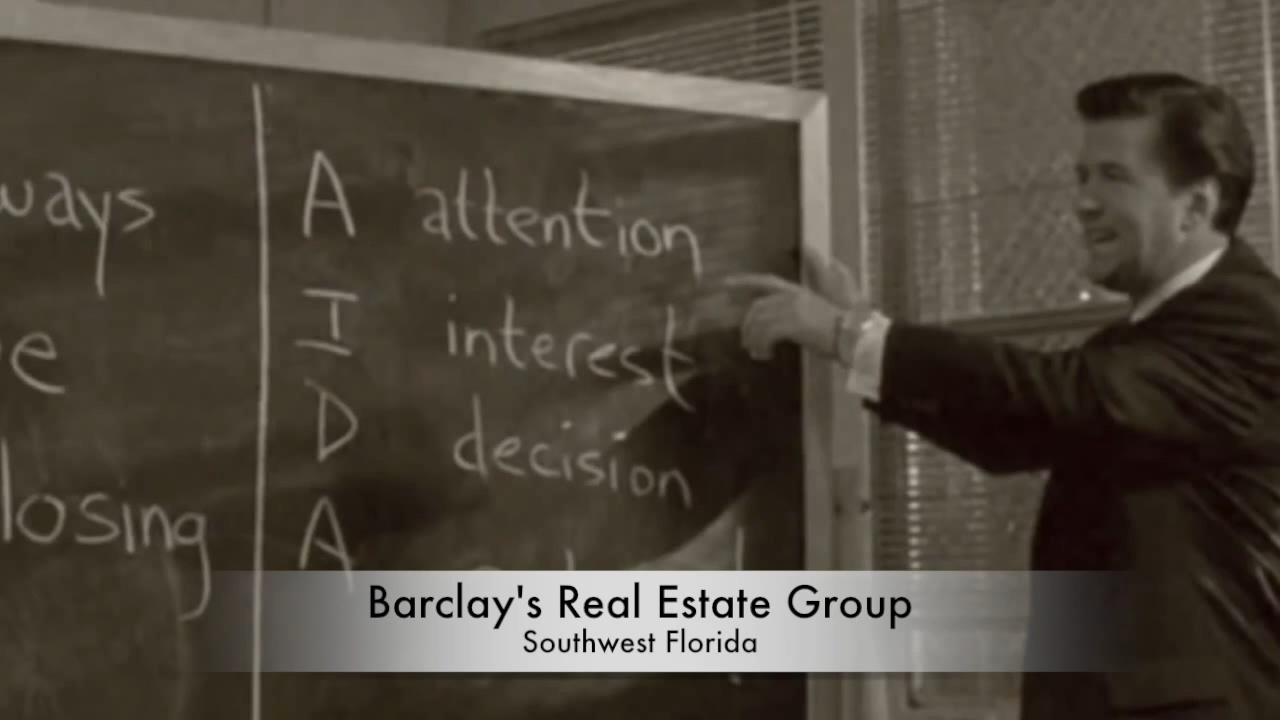 ways
e
losing
A attention
I interest
D decision
A
Barclay's Real Estate Group
Southwest Florida